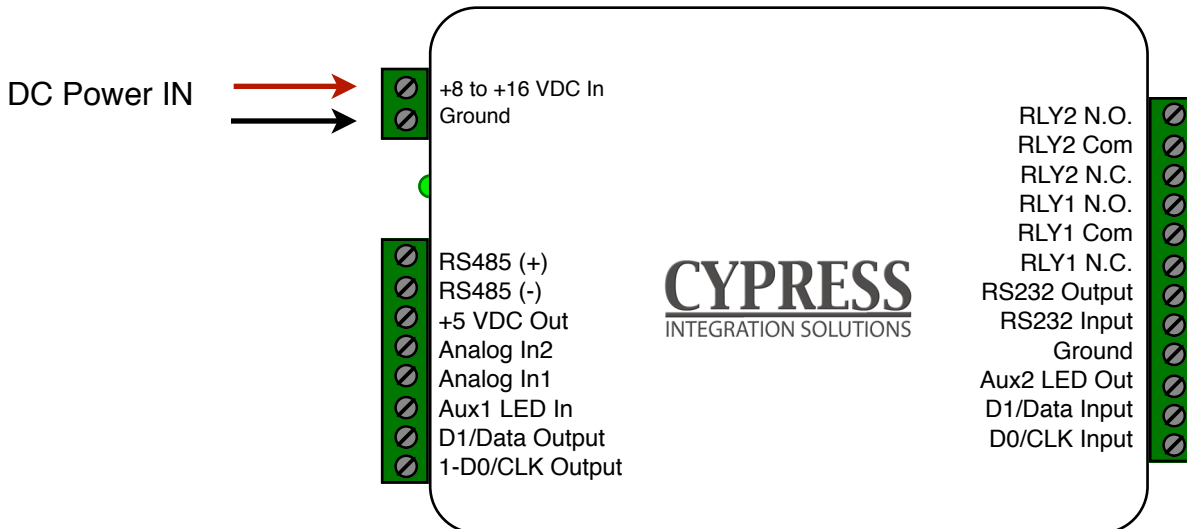 DC Power IN
+8 to +16 VDC In
Ground
RS485 (+)
RS485 (-)
+5 VDC Out
Analog In2
Analog In1
Aux1 LED In
D1/Data Output
1-D0/CLK Output
CYPRESS
INTEGRATION SOLUTIONS
RLY2 N.O.
RLY2 Com
RLY2 N.C.
RLY1 N.O.
RLY1 Com
RLY1 N.C.
RS232 Output
RS232 Input
Ground
Aux2 LED Out
D1/Data Input
D0/CLK Input